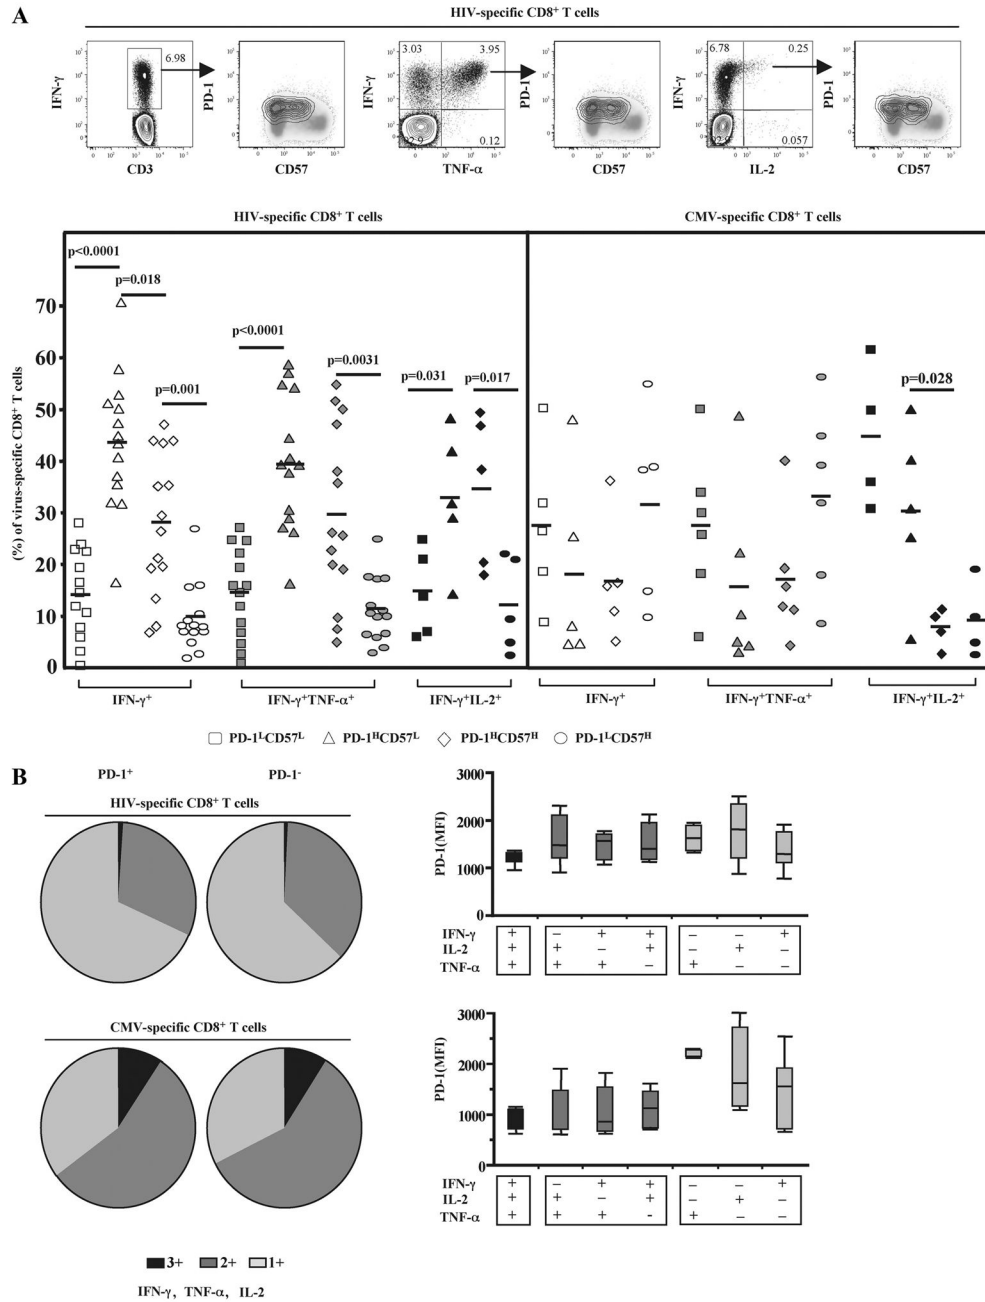 A
HIV-specific CD8⁺ T cells
6.98
3.03 3.95
6.78 0.25
IFN-γ PD-1 IFN-γ PD-1 IFN-γ PD-1
0.12
0.057
CD3 CD57 TNF-α CD57 IL-2 CD57
HIV-specific CD8⁺ T cells CMV-specific CD8⁺ T cells
(%) of virus-specific CD8⁺ T cells
p<0.0001
p=0.018
p=0.001
p<0.0001
p=0.0031
p=0.031
p=0.017
p=0.028
70
60
50
40
30
20
10
0
IFN-γ⁺ IFN-γ⁺TNF-α⁺ IFN-γ⁺IL-2⁺ IFN-γ⁺ IFN-γ⁺TNF-α⁺ IFN-γ⁺IL-2⁺
PD-1ᴸCD57ᴸ PD-1ᴴCD57ᴸ PD-1ᴴCD57ᴴ PD-1ᴸCD57ᴴ
B
PD-1⁺ PD-1⁻
HIV-specific CD8⁺ T cells
PD-1(MFI)
3000
2000
1000
0
IFN-γ + – + + – – +
IL-2 + + + + – + –
TNF-α + + + – + – –
CMV-specific CD8⁺ T cells
PD-1(MFI)
3000
2000
1000
0
IFN-γ + – + + – – +
IL-2 + + – + – + –
TNF-α + + + - + – –
3+ 2+ 1+
IFN-γ, TNF-α, IL-2